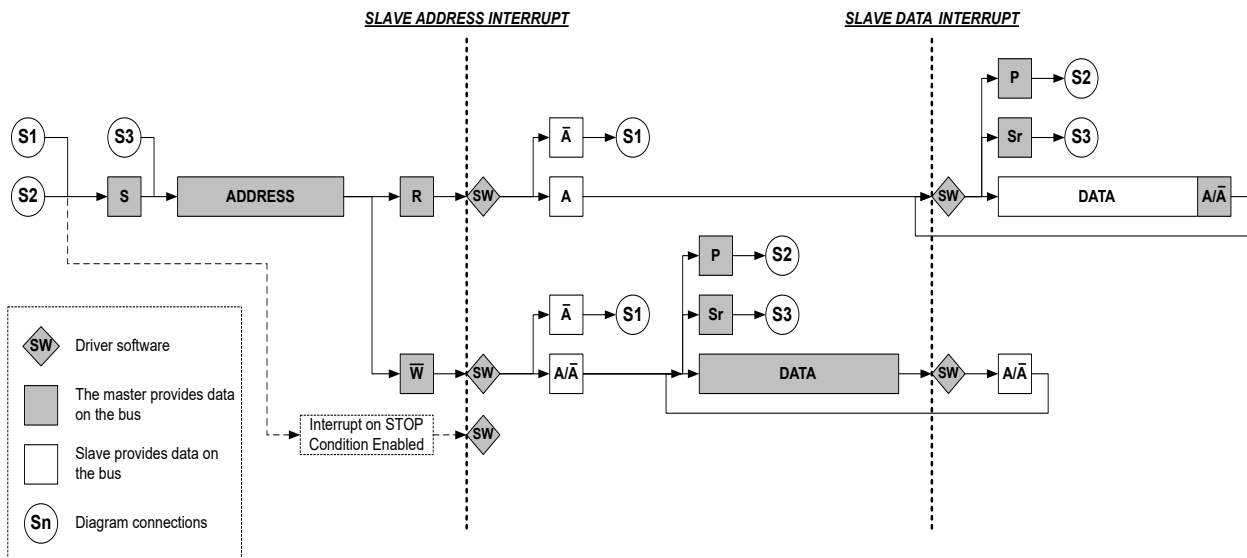 SLAVE ADDRESS INTERRUPT
SLAVE DATA INTERRUPT
P
S2
S1
S3
A̅
S1
Sr
S3
S2
S
ADDRESS
R
SW
A
SW
DATA
A/A̅
P
S2
A̅
S1
Sr
S3
W̅
SW
A/A̅
DATA
SW
A/A̅
Interrupt on STOP
Condition Enabled
SW
SW
Driver software
The master provides data
on the bus
Slave provides data on
the bus
Sn
Diagram connections